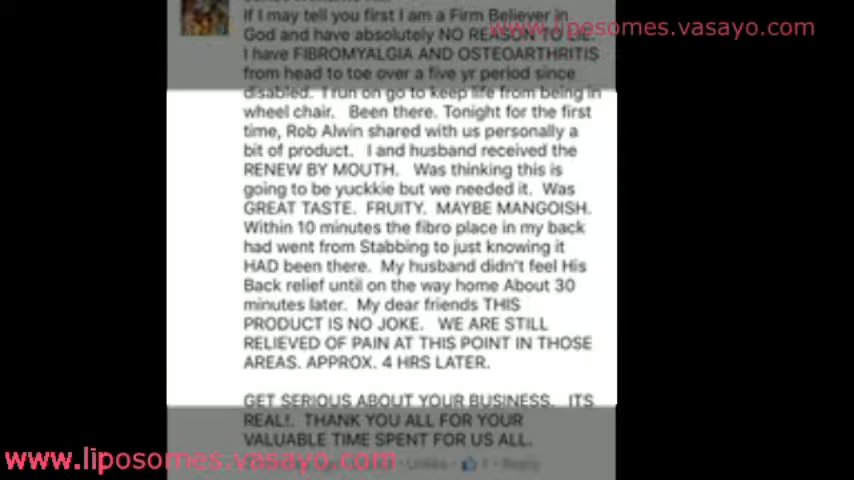 www.liposomes.vasayo.com
If I may tell you first I am a Firm Believer in
God and have absolutely NO REASON TO LIE.
I have FIBROMYALGIA AND OSTEOARTHRITIS
from head to toe over a five yr period since
disabled. I run on go to keep life from being in
wheel chair. Been there. Tonight for the first
time, Rob Alwin shared with us personally a
bit of product. I and husband received the
RENEW BY MOUTH. Was thinking this is
going to be yuckkie but we needed it. Was
GREAT TASTE. FRUITY. MAYBE MANGOISH.
Within 10 minutes the fibro place in my back
had went from Stabbing to just knowing it
HAD been there. My husband didn't feel His
Back relief until on the way home About 30
minutes later. My dear friends THIS
PRODUCT IS NO JOKE. WE ARE STILL
RELIEVED OF PAIN AT THIS POINT IN THOSE
AREAS. APPROX. 4 HRS LATER.
GET SERIOUS ABOUT YOUR BUSINESS. ITS
REAL!. THANK YOU ALL FOR YOUR
VALUABLE TIME SPENT FOR US ALL.
www.liposomes.vasayo.com Unlike 1 Reply